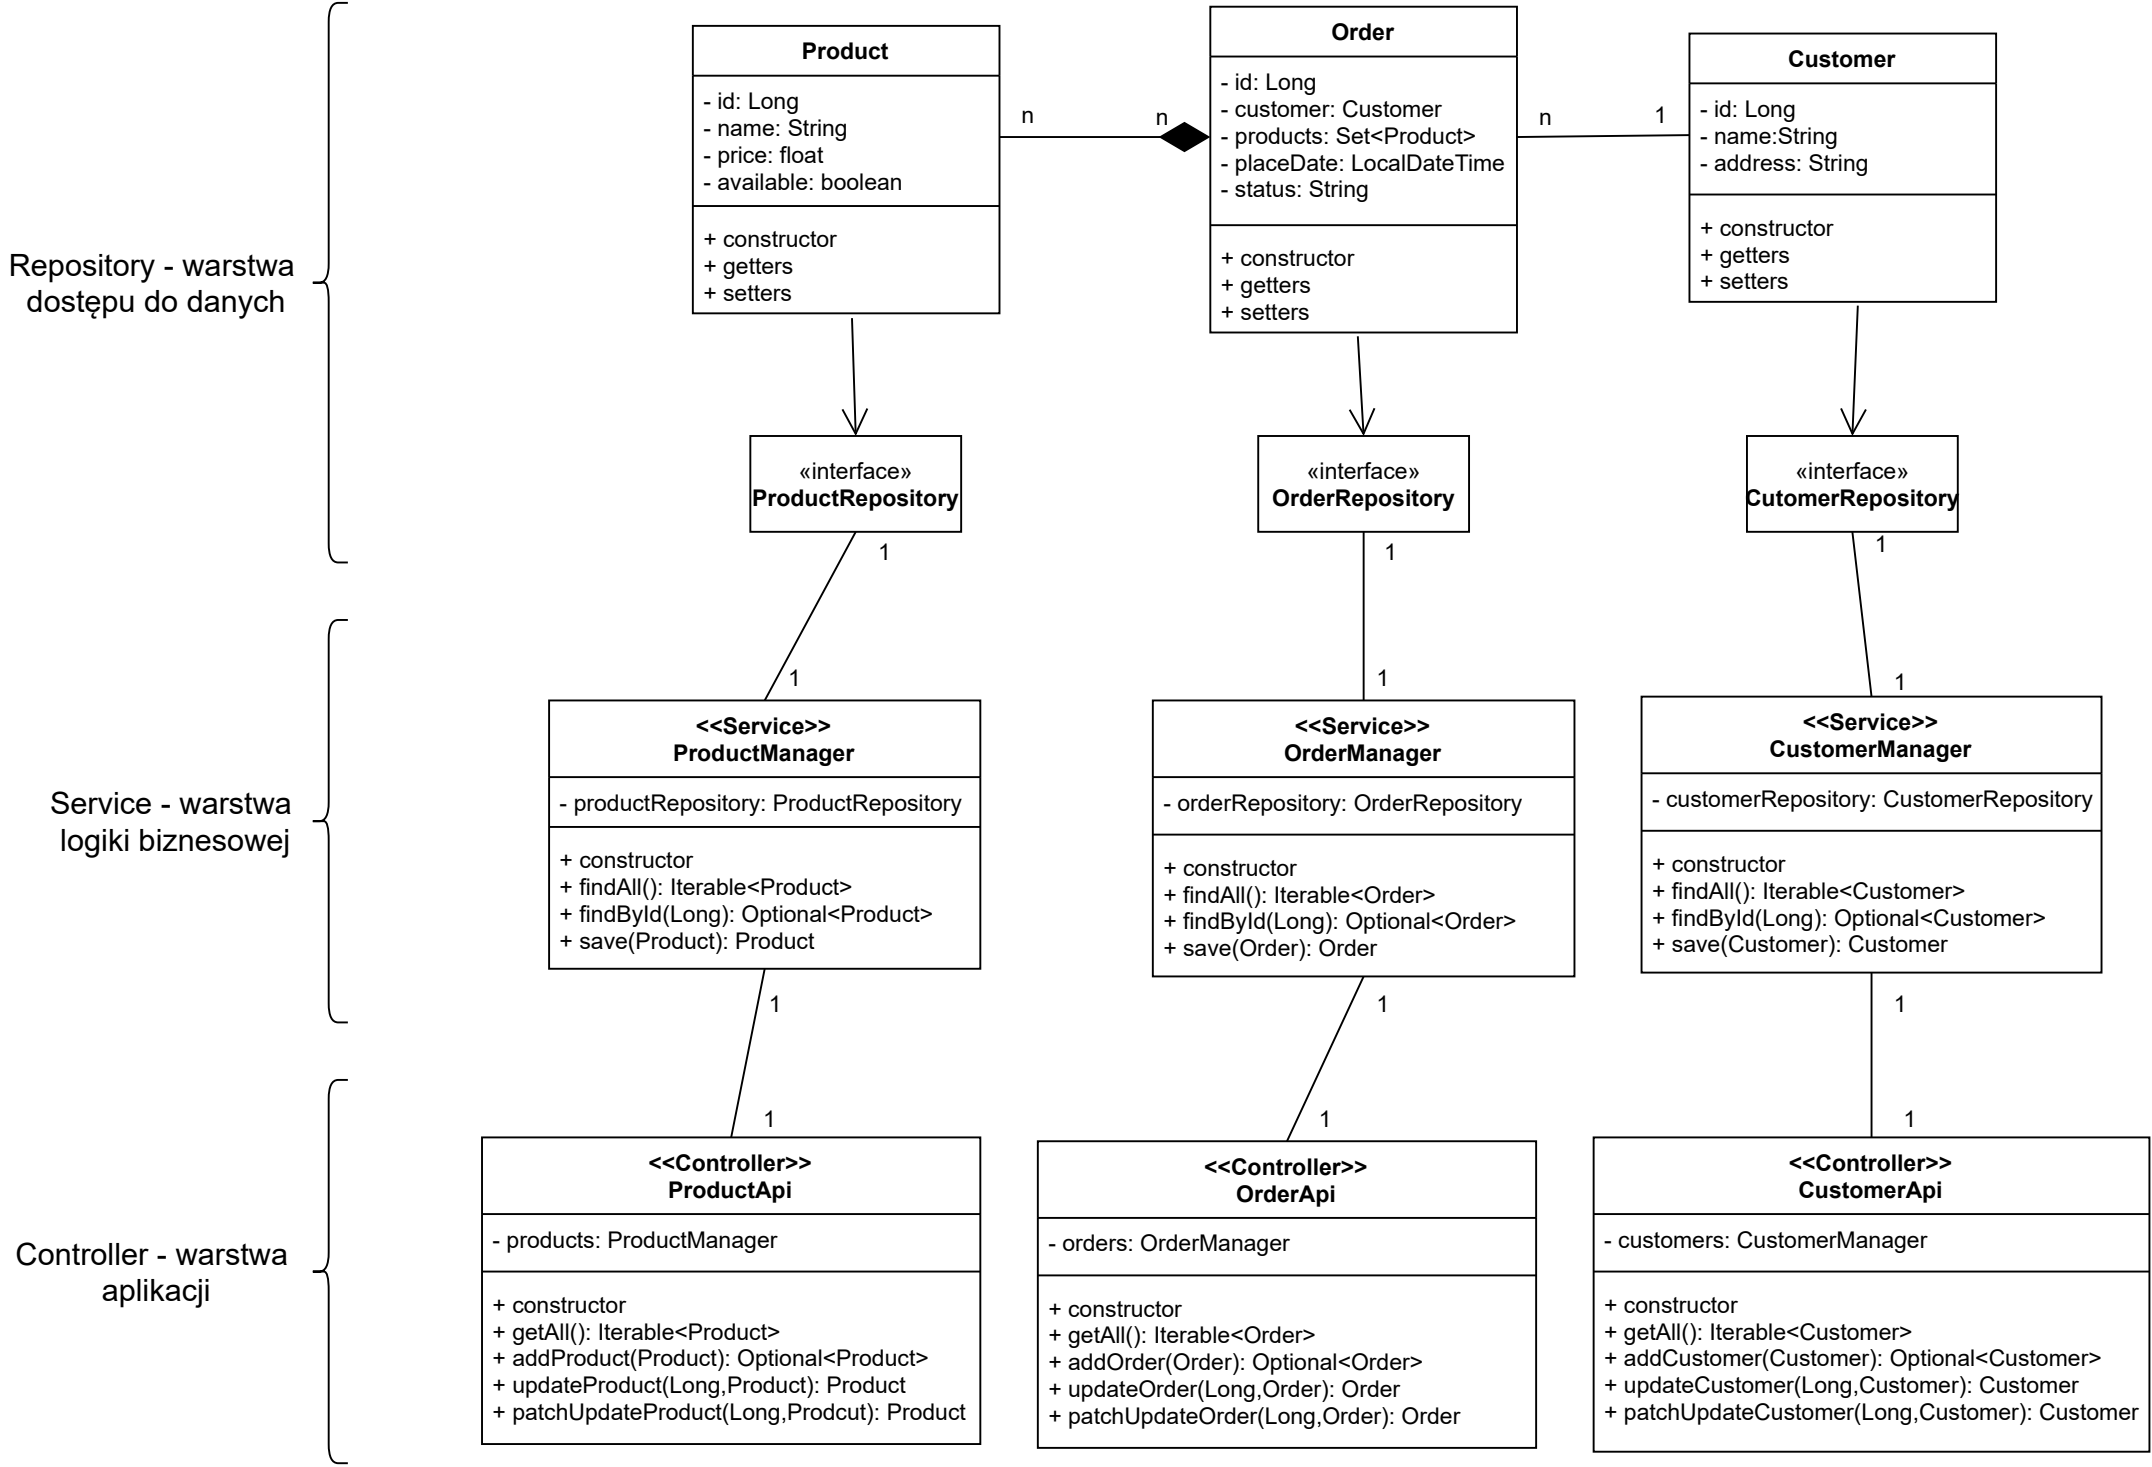 Repository - warstwa
dostępu do danych
Product
- id: Long
- name: String
- price: float
- available: boolean
+ constructor
+ getters
+ setters
n
n
Order
- id: Long
- customer: Customer
- products: Set<Product>
- placeDate: LocalDateTime
- status: String
+ constructor
+ getters
+ setters
n
1
Customer
- id: Long
- name:String
- address: String
+ constructor
+ getters
+ setters
«interface»
ProductRepository
1
«interface»
OrderRepository
1
«interface»
CutomerRepository
1
Service - warstwa
logiki biznesowej
1
<<Service>>
ProductManager
- productRepository: ProductRepository
+ constructor
+ findAll(): Iterable<Product>
+ findById(Long): Optional<Product>
+ save(Product): Product
1
1
<<Service>>
OrderManager
- orderRepository: OrderRepository
+ constructor
+ findAll(): Iterable<Order>
+ findById(Long): Optional<Order>
+ save(Order): Order
1
1
<<Service>>
CustomerManager
- customerRepository: CustomerRepository
+ constructor
+ findAll(): Iterable<Customer>
+ findById(Long): Optional<Customer>
+ save(Customer): Customer
1
Controller - warstwa
aplikacji
1
<<Controller>>
ProductApi
- products: ProductManager
+ constructor
+ getAll(): Iterable<Product>
+ addProduct(Product): Optional<Product>
+ updateProduct(Long,Product): Product
+ patchUpdateProduct(Long,Prodcut): Product
1
<<Controller>>
OrderApi
- orders: OrderManager
+ constructor
+ getAll(): Iterable<Order>
+ addOrder(Order): Optional<Order>
+ updateOrder(Long,Order): Order
+ patchUpdateOrder(Long,Order): Order
1
<<Controller>>
CustomerApi
- customers: CustomerManager
+ constructor
+ getAll(): Iterable<Customer>
+ addCustomer(Customer): Optional<Customer>
+ updateCustomer(Long,Customer): Customer
+ patchUpdateCustomer(Long,Customer): Customer